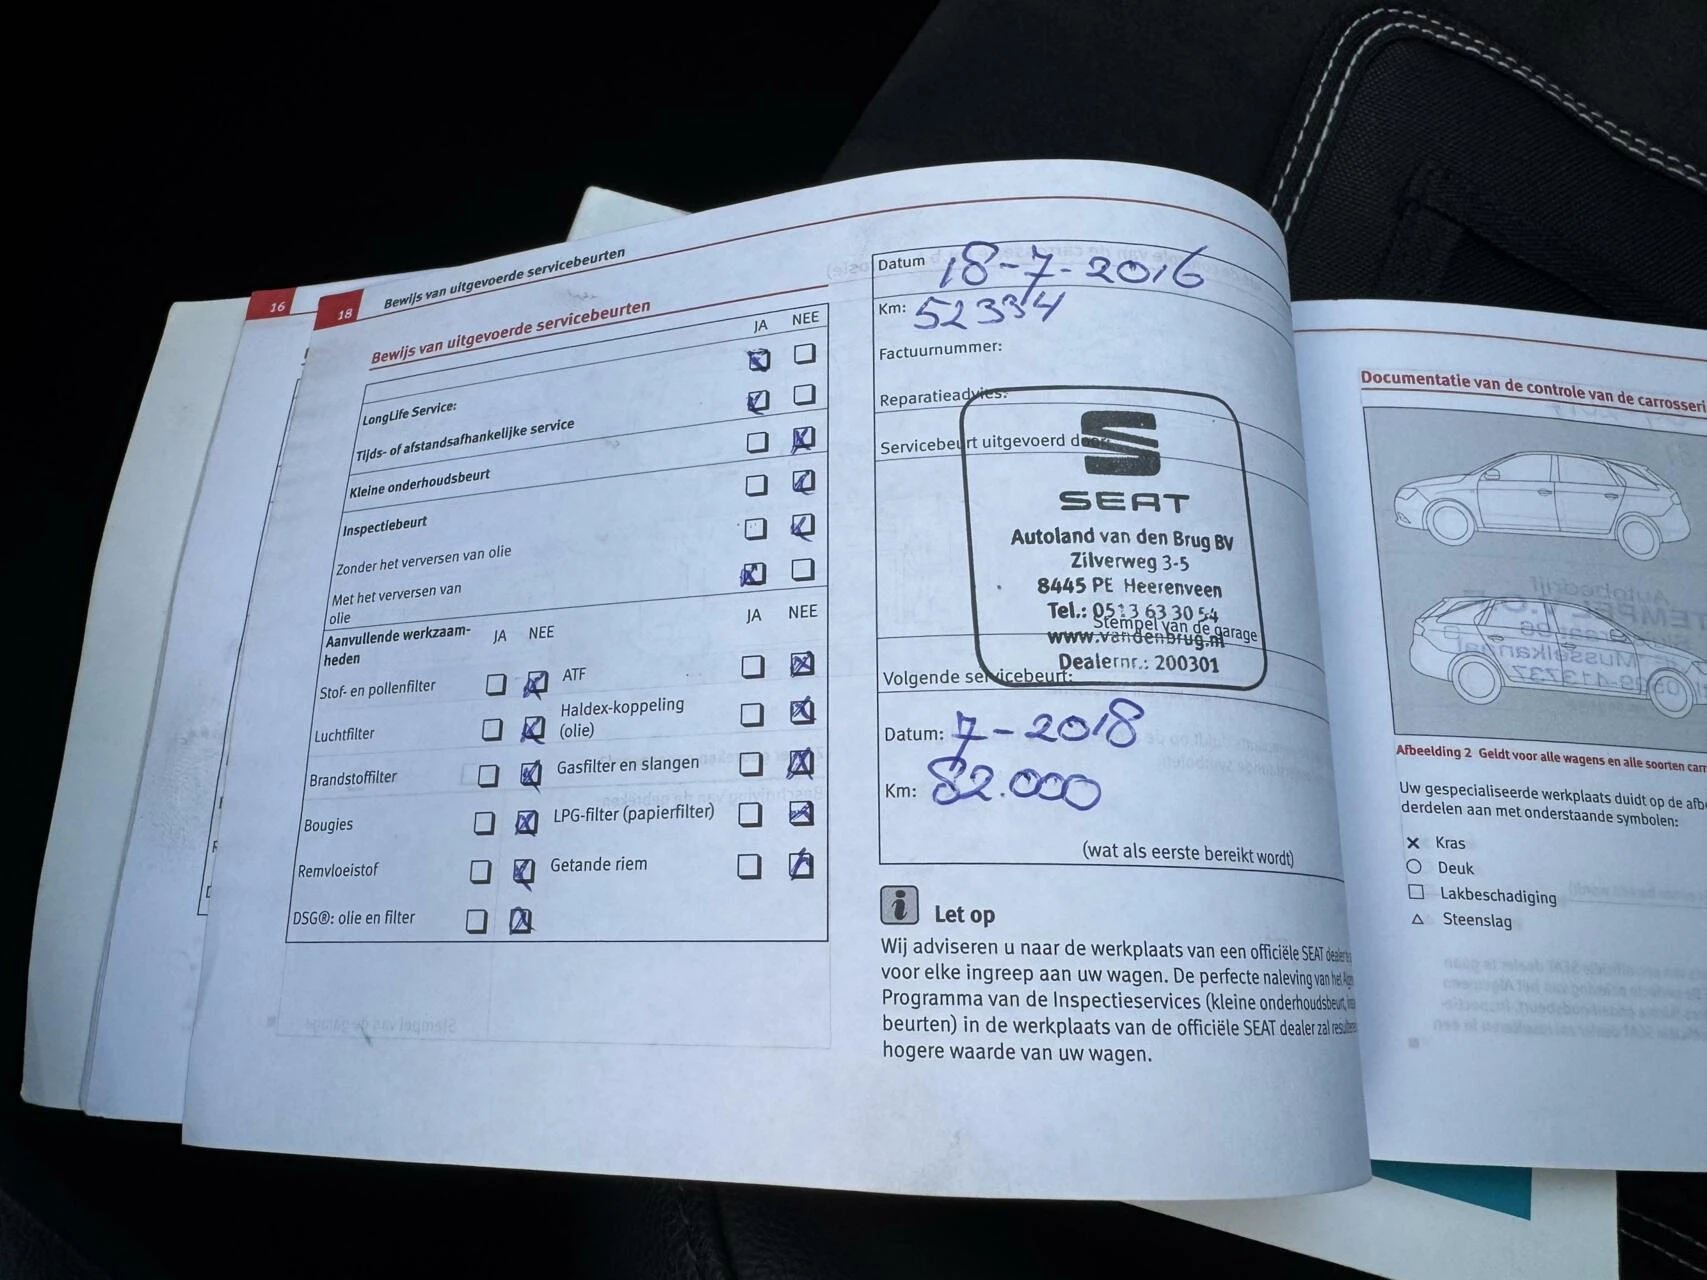 16
18
Bewijs van uitgevoerde servicebeurten
Bewijs van uitgevoerde servicebeurten
JA NEE
LongLife Service:
Tijds- of afstandsafhankelijke service
Kleine onderhoudsbeurt
Inspectiebeurt
Zonder het verversen van olie
Met het verversen van
olie
JA NEE
Aanvullende werkzaam-
heden
JA NEE
Stof- en pollenfilter
ATF
Luchtfilter
Haldex-koppeling
(olie)
Brandstoffilter
Gasfilter en slangen
Bougies
LPG-filter (papierfilter)
Remvloeistof
Getande riem
DSG®: olie en filter
Datum 18-7-2016
Km: 52334
Factuurnummer:
Reparatieadvies:
Servicebeurt uitgevoerd door:
SEAT
Autoland van den Brug BV
Zilverweg 3-5
8445 PE Heerenveen
Tel.: 0513 63 30 54
Stempel van de garage
www.vandenbrug.nl
Dealernr.: 200301
Volgende servicebeurt:
Datum: 7-2018
Km: 82.000
(wat als eerste bereikt wordt)
i Let op
Wij adviseren u naar de werkplaats van een officiële SEAT
voor elke ingreep aan uw wagen. De perfecte naleving van het
Programma van de Inspectieservices (kleine onderhoudsbeurt,
beurten) in de werkplaats van de officiële SEAT dealer zal
hogere waarde van uw wagen.
Documentatie van de controle van de carrosseri
Afbeelding 2 Geldt voor alle wagens en alle soorten carr
Uw gespecialiseerde werkplaats duidt op de afb
derdelen aan met onderstaande symbolen:
Kras
Deuk
Lakbeschadiging
Steenslag